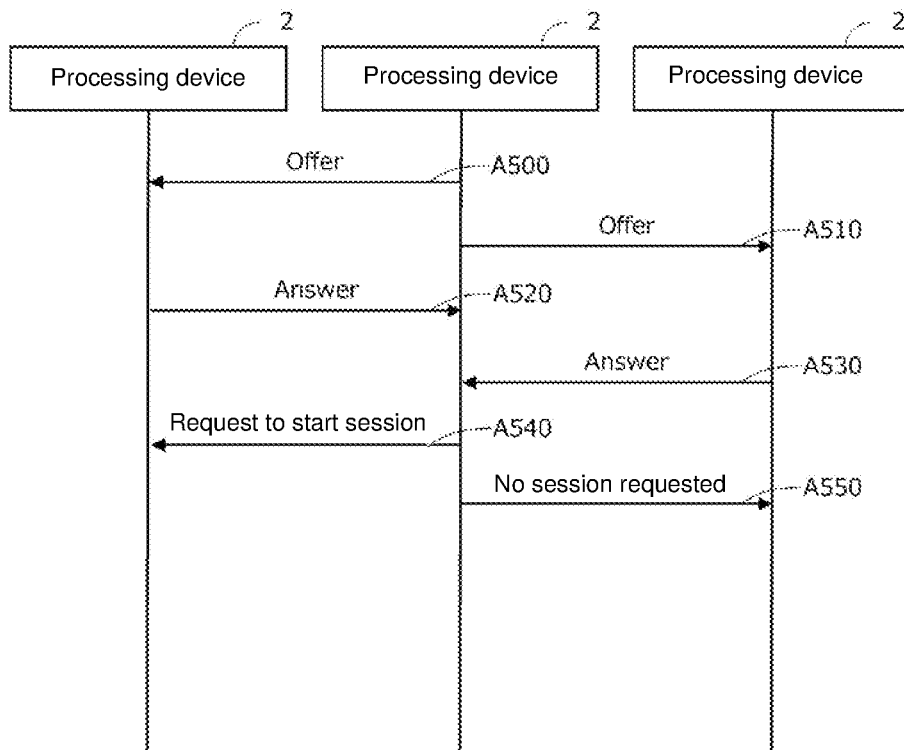 2
2
2
Processing device
Processing device
Processing device
Offer
A500
Offer
A510
Answer
A520
Answer
A530
Request to start session
A540
No session requested
A550